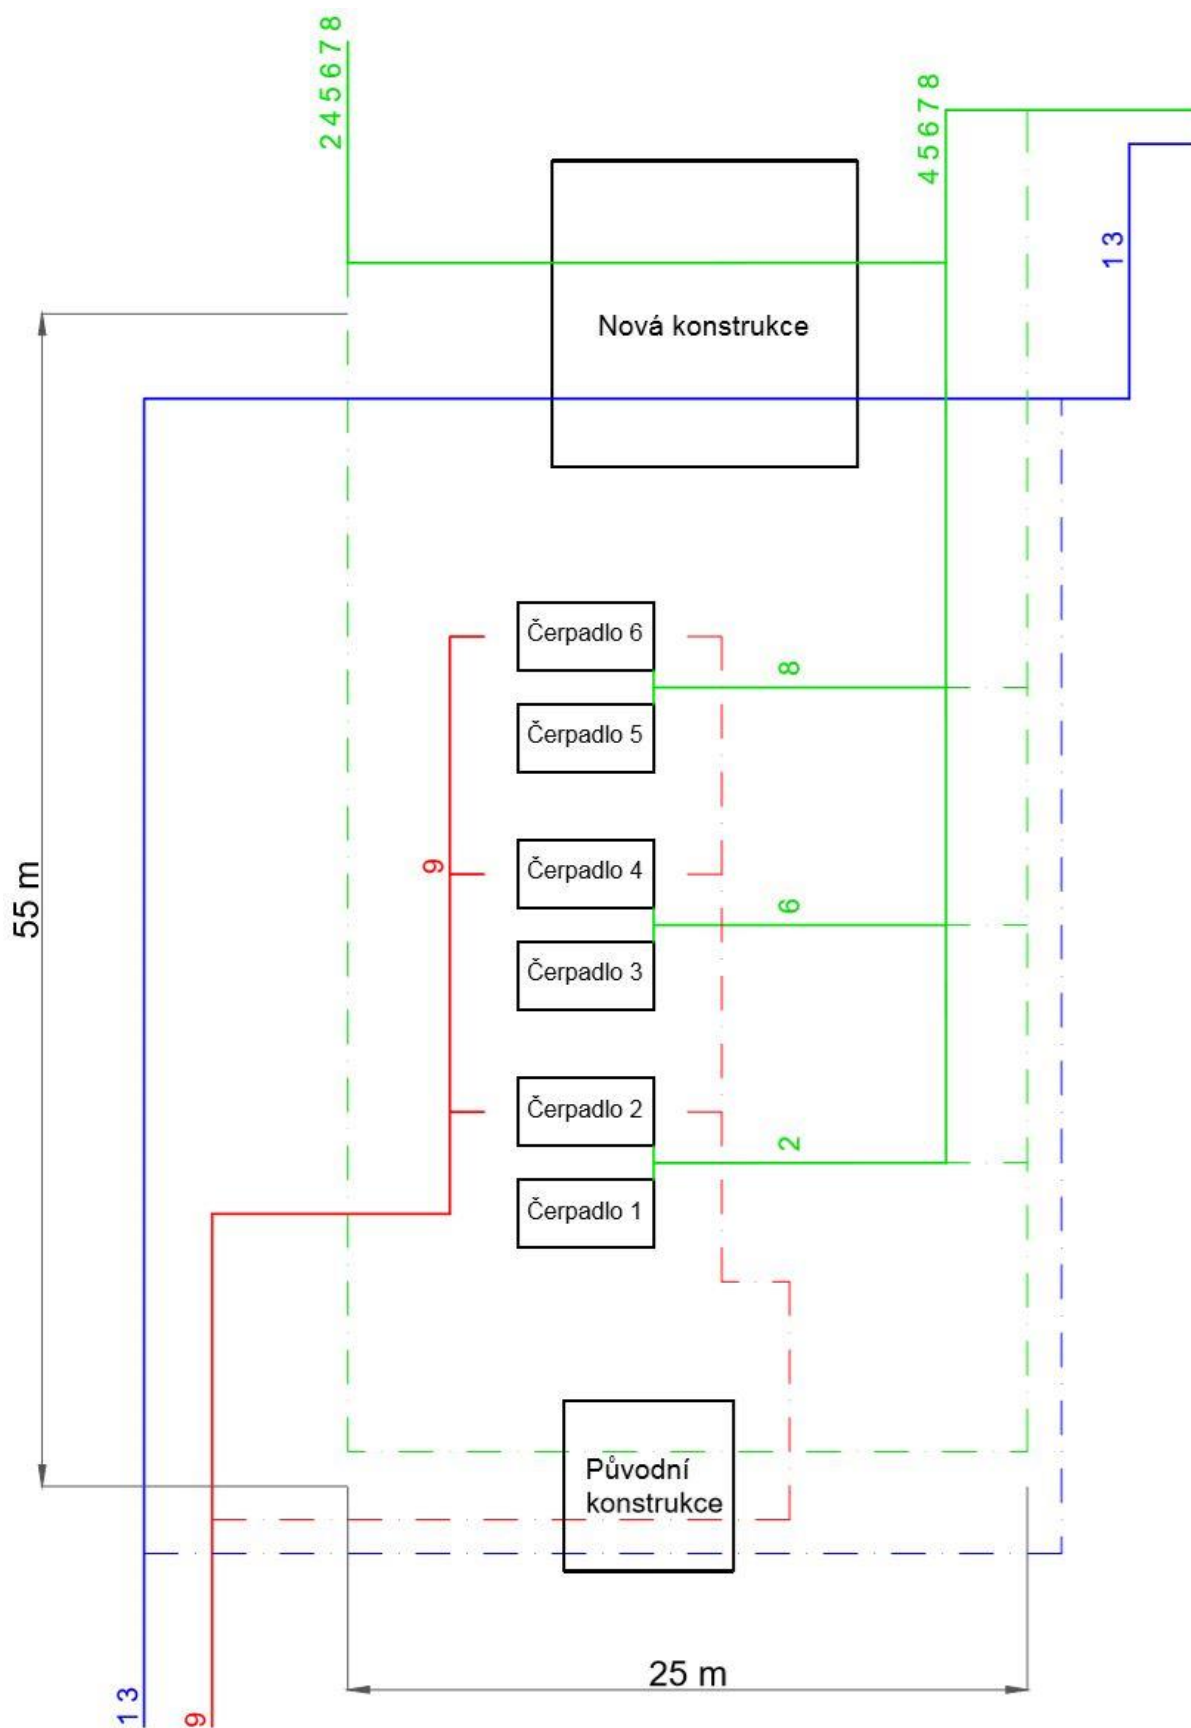 2 4 5 6 7 8
4 5 6 7 8
1 3
Nová konstrukce
Čerpadlo 6
8
Čerpadlo 5
9
Čerpadlo 4
55 m
6
Čerpadlo 3
Čerpadlo 2
2
Čerpadlo 1
Původní
konstrukce
25 m
1 3
9